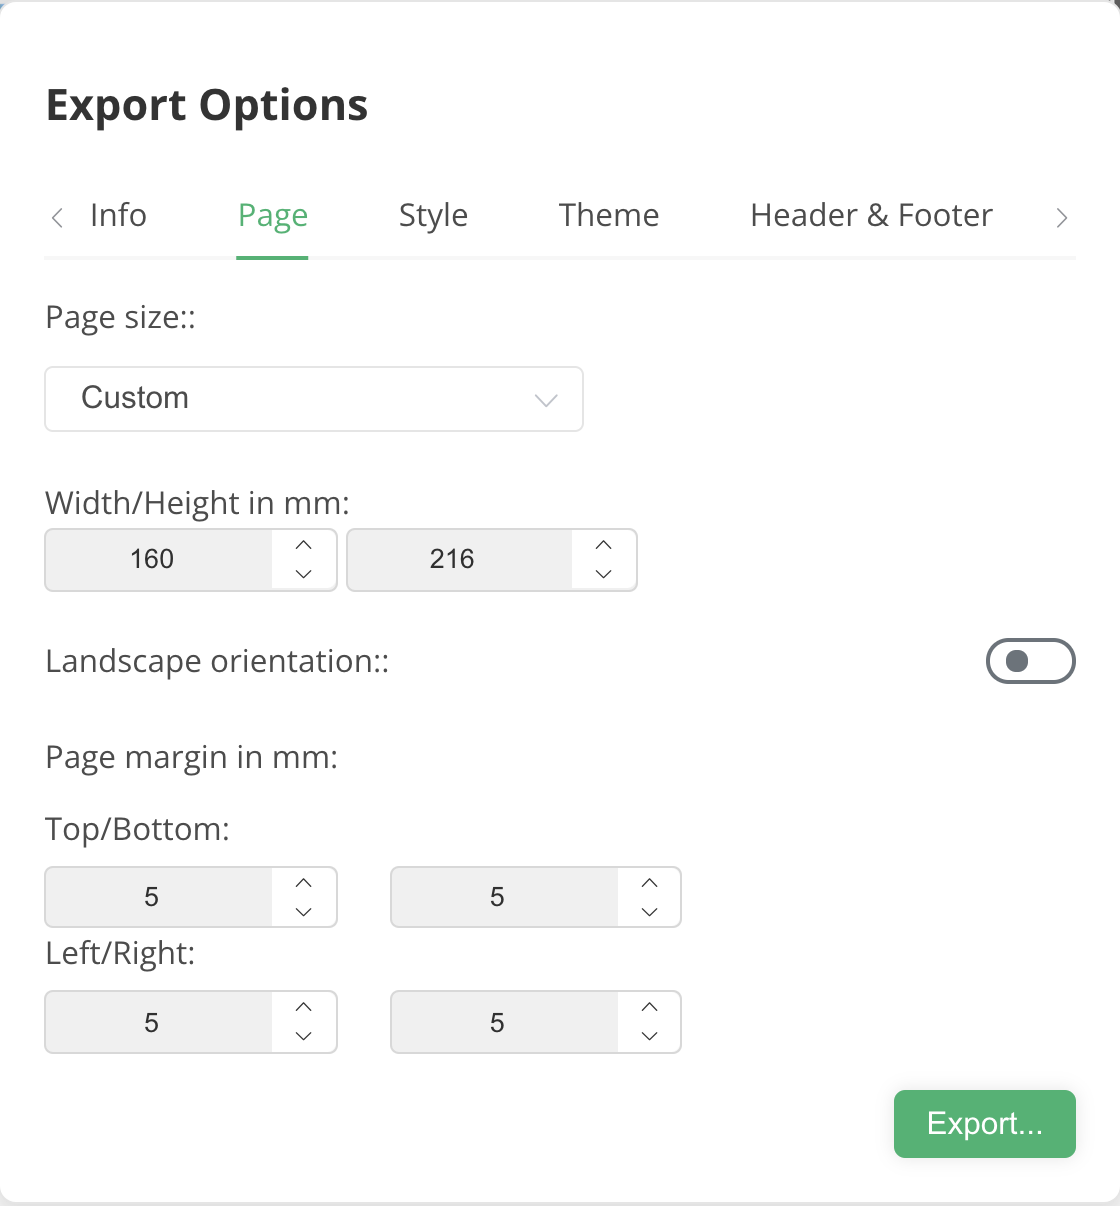 Export Options
Info Page Style Theme Header & Footer
Page size::
Custom
Width/Height in mm:
160 216
Landscape orientation::
Page margin in mm:
Top/Bottom:
5 5
Left/Right:
5 5
Export...